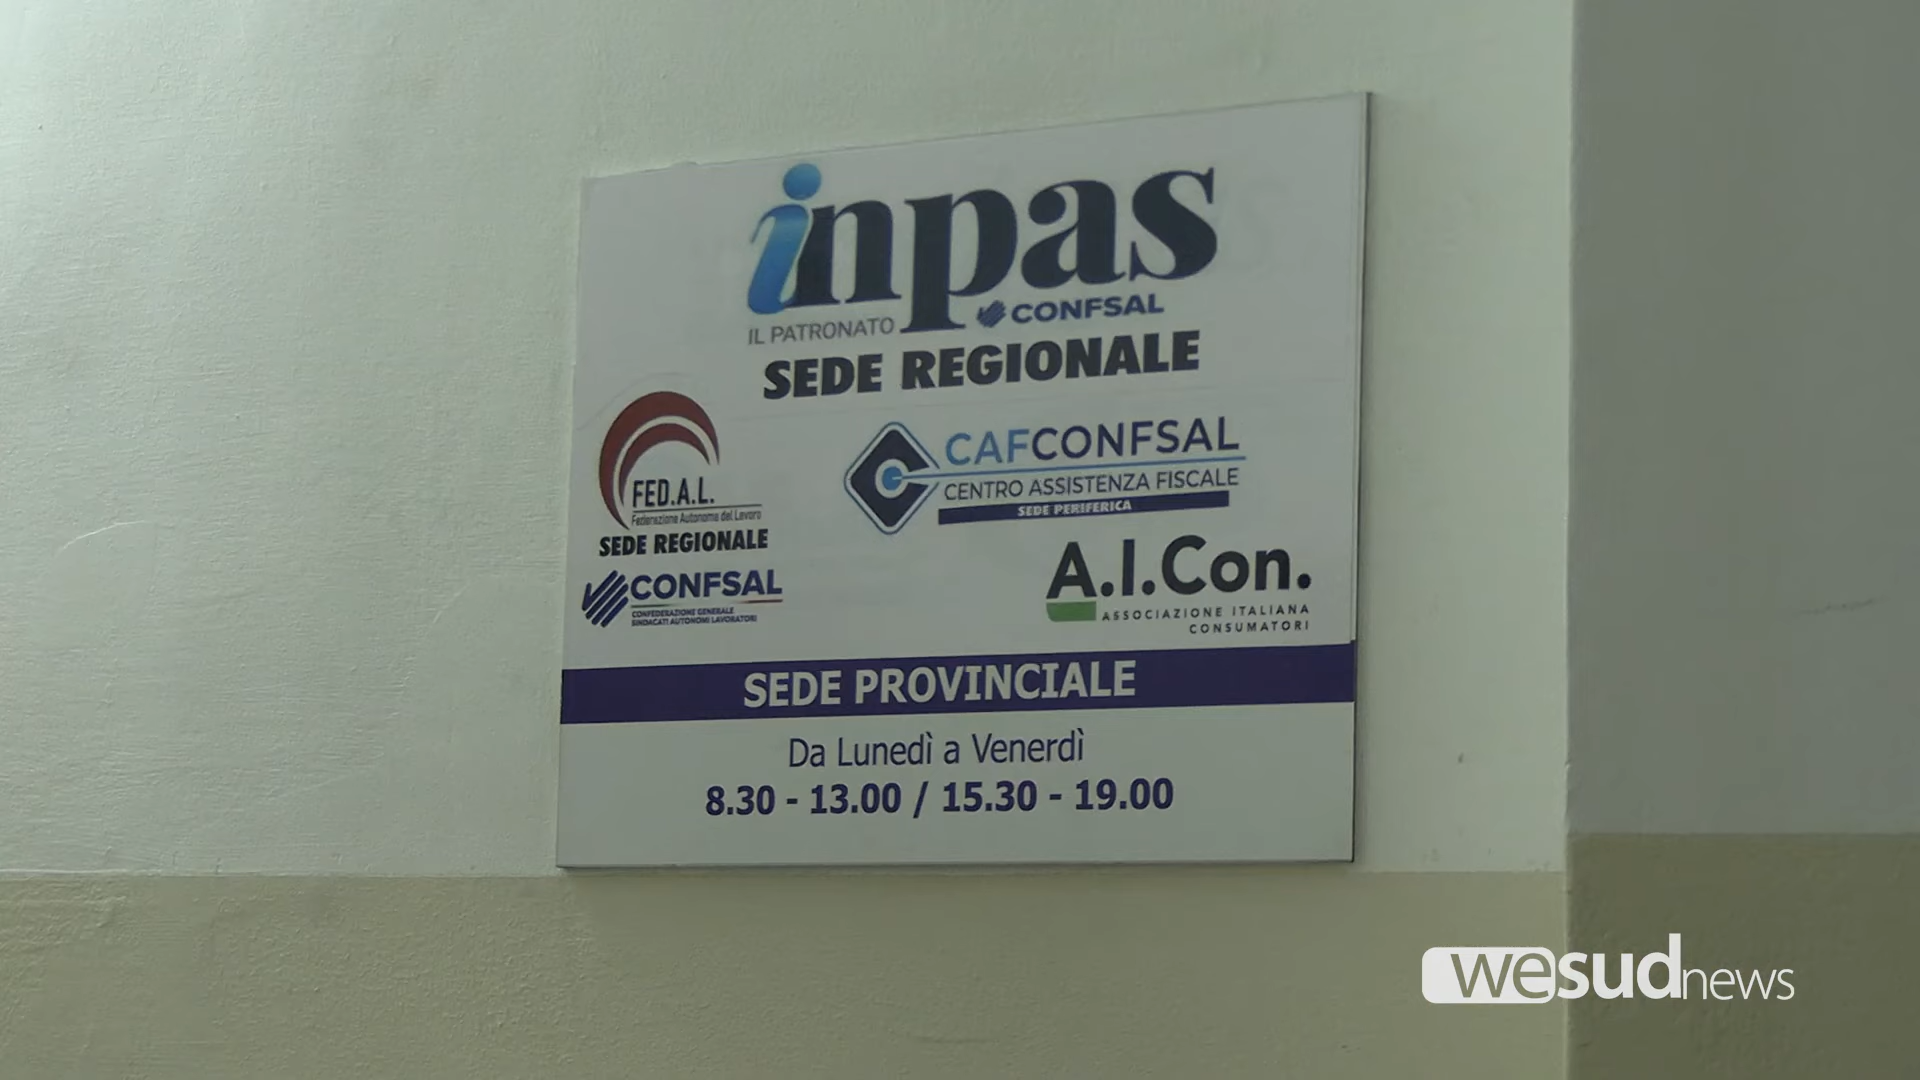 inpas
IL PATRONATO
CONFSAL
SEDE REGIONALE
FED.A.L.
Federazione Autonoma del Lavoro
SEDE REGIONALE
CONFSAL
CONFEDERAZIONE GENERALE
SINDACATI AUTONOMI LAVORATORI
CAFCONFSAL
CENTRO ASSISTENZA FISCALE
SEDE PERIFERICA
A.I.Con.
ASSOCIAZIONE ITALIANA
CONSUMATORI
SEDE PROVINCIALE
Da Lunedì a Venerdì
8.30 - 13.00 / 15.30 - 19.00
wesudnews